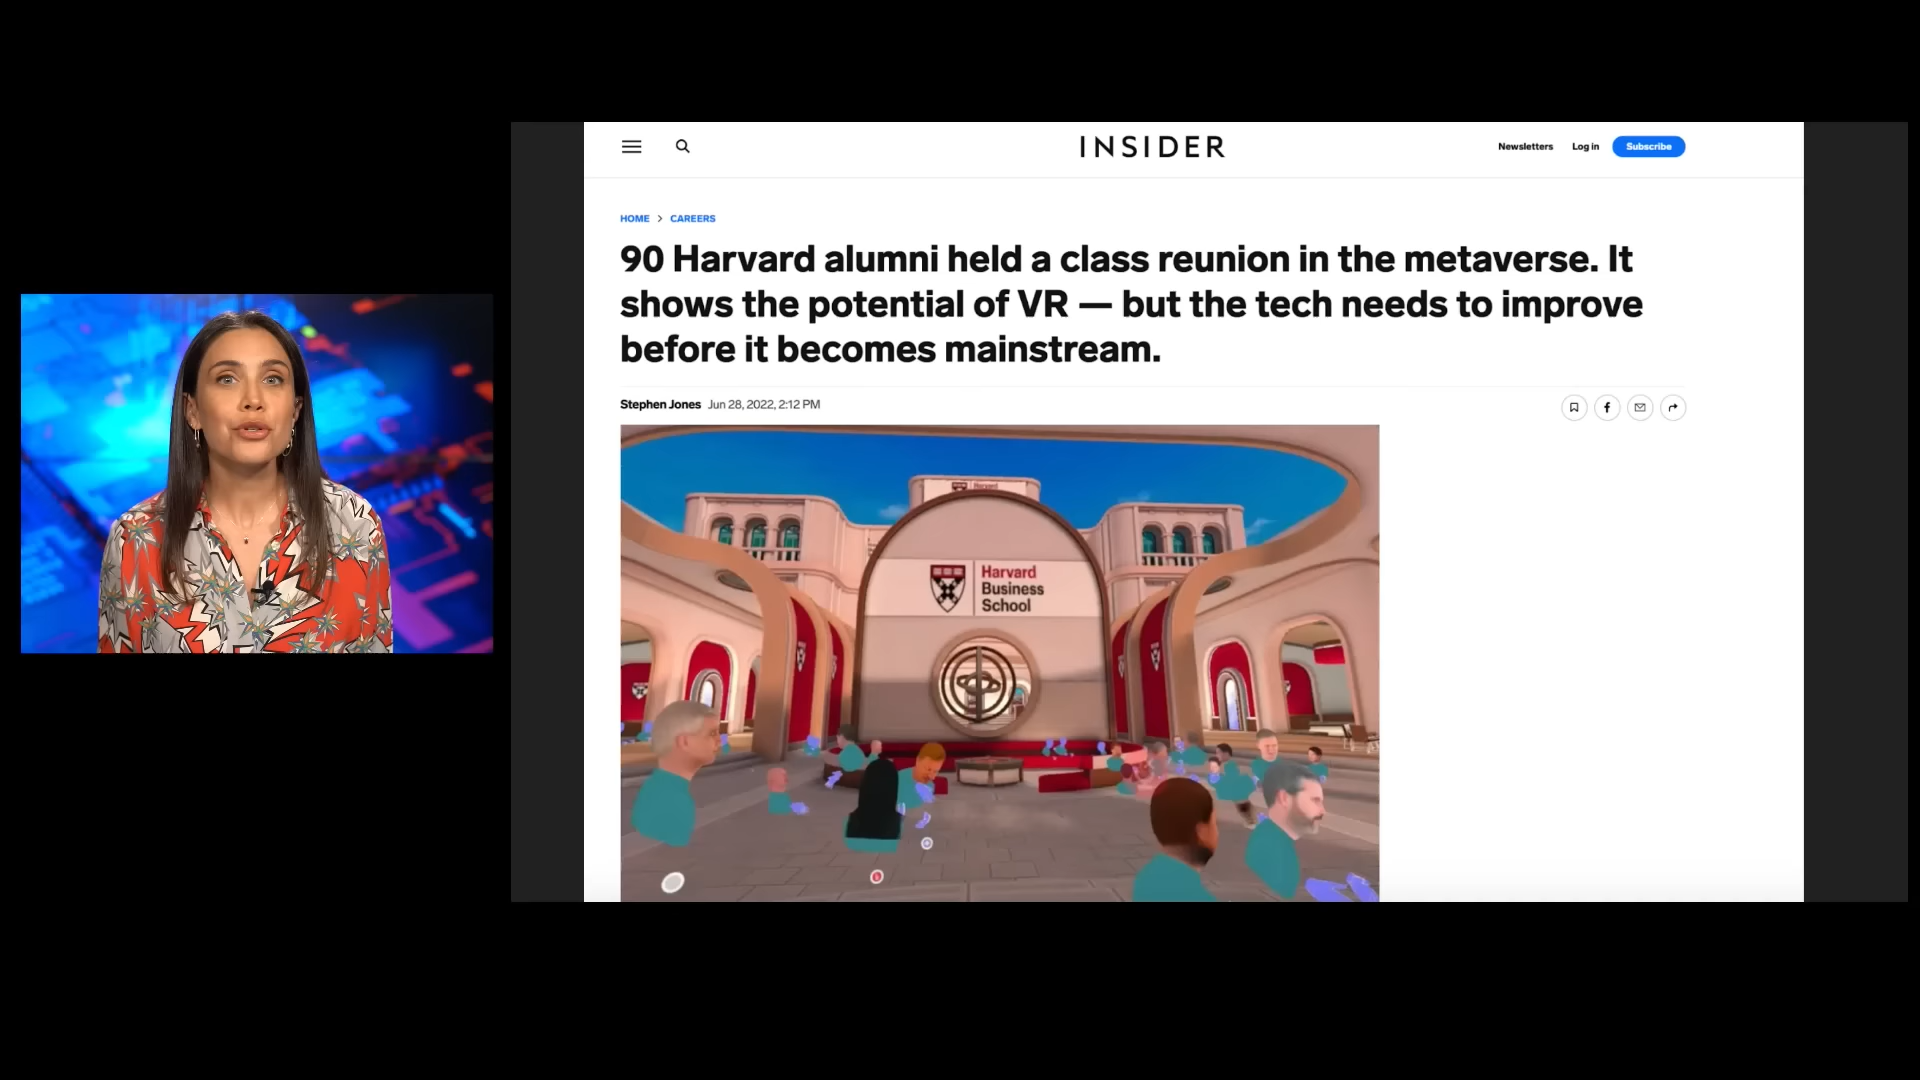 INSIDER
Newsletters Log in Subscribe
HOME > CAREERS
90 Harvard alumni held a class reunion in the metaverse. It
shows the potential of VR — but the tech needs to improve
before it becomes mainstream.
Stephen Jones Jun 28, 2022, 2:12 PM
Harvard
Harvard
Business
School